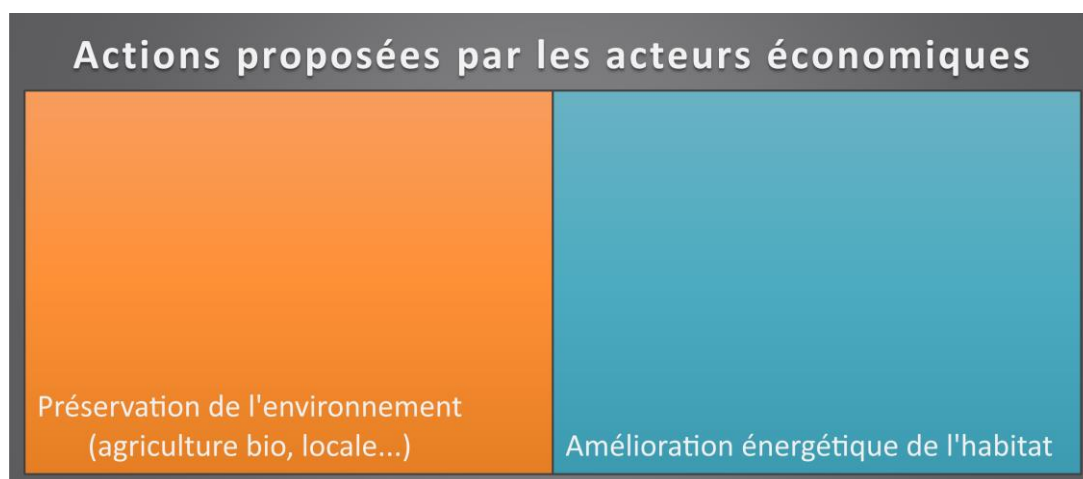 Actions proposées par les acteurs économiques
Préservation de l'environnement
(agriculture bio, locale...)
Amélioration énergétique de l'habitat